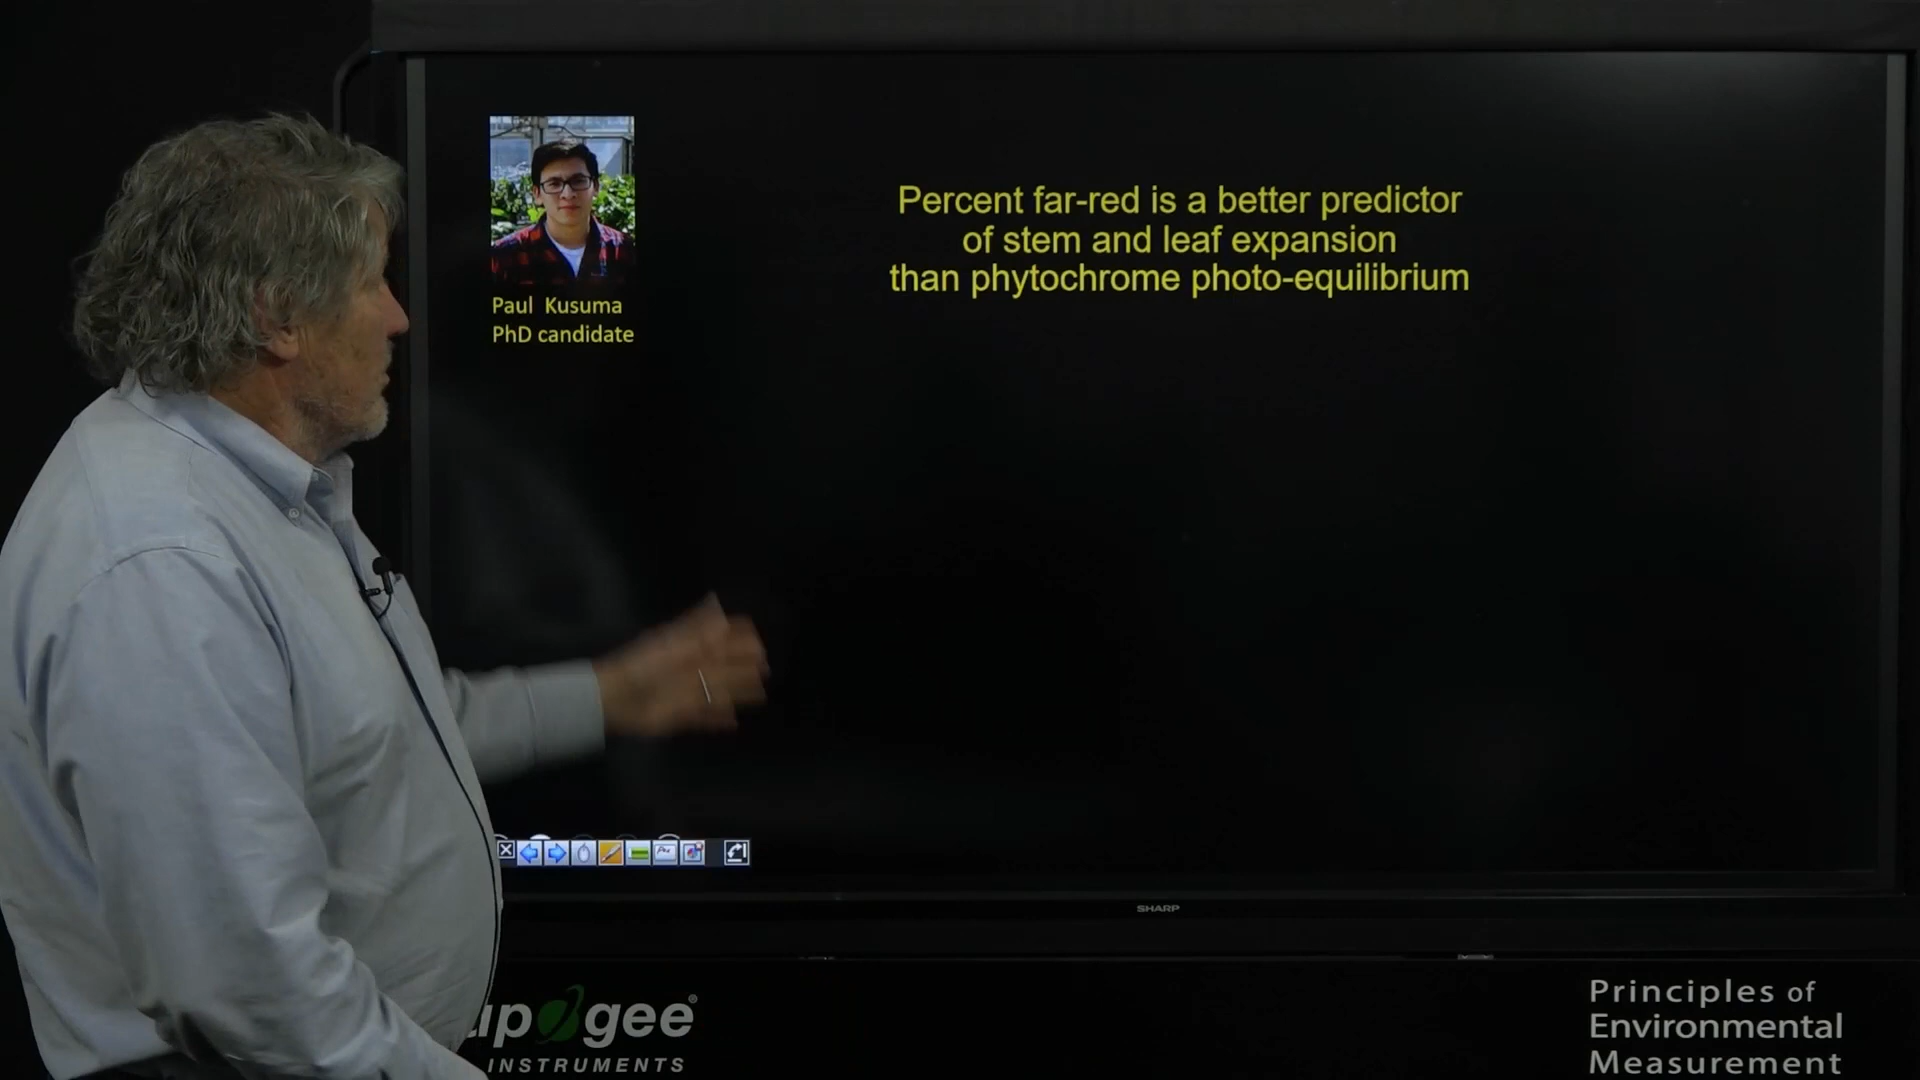 Percent far-red is a better predictor
of stem and leaf expansion
than phytochrome photo-equilibrium
Paul Kusuma
PhD candidate
SHARP
apogee®
INSTRUMENTS
Principles of
Environmental
Measurement